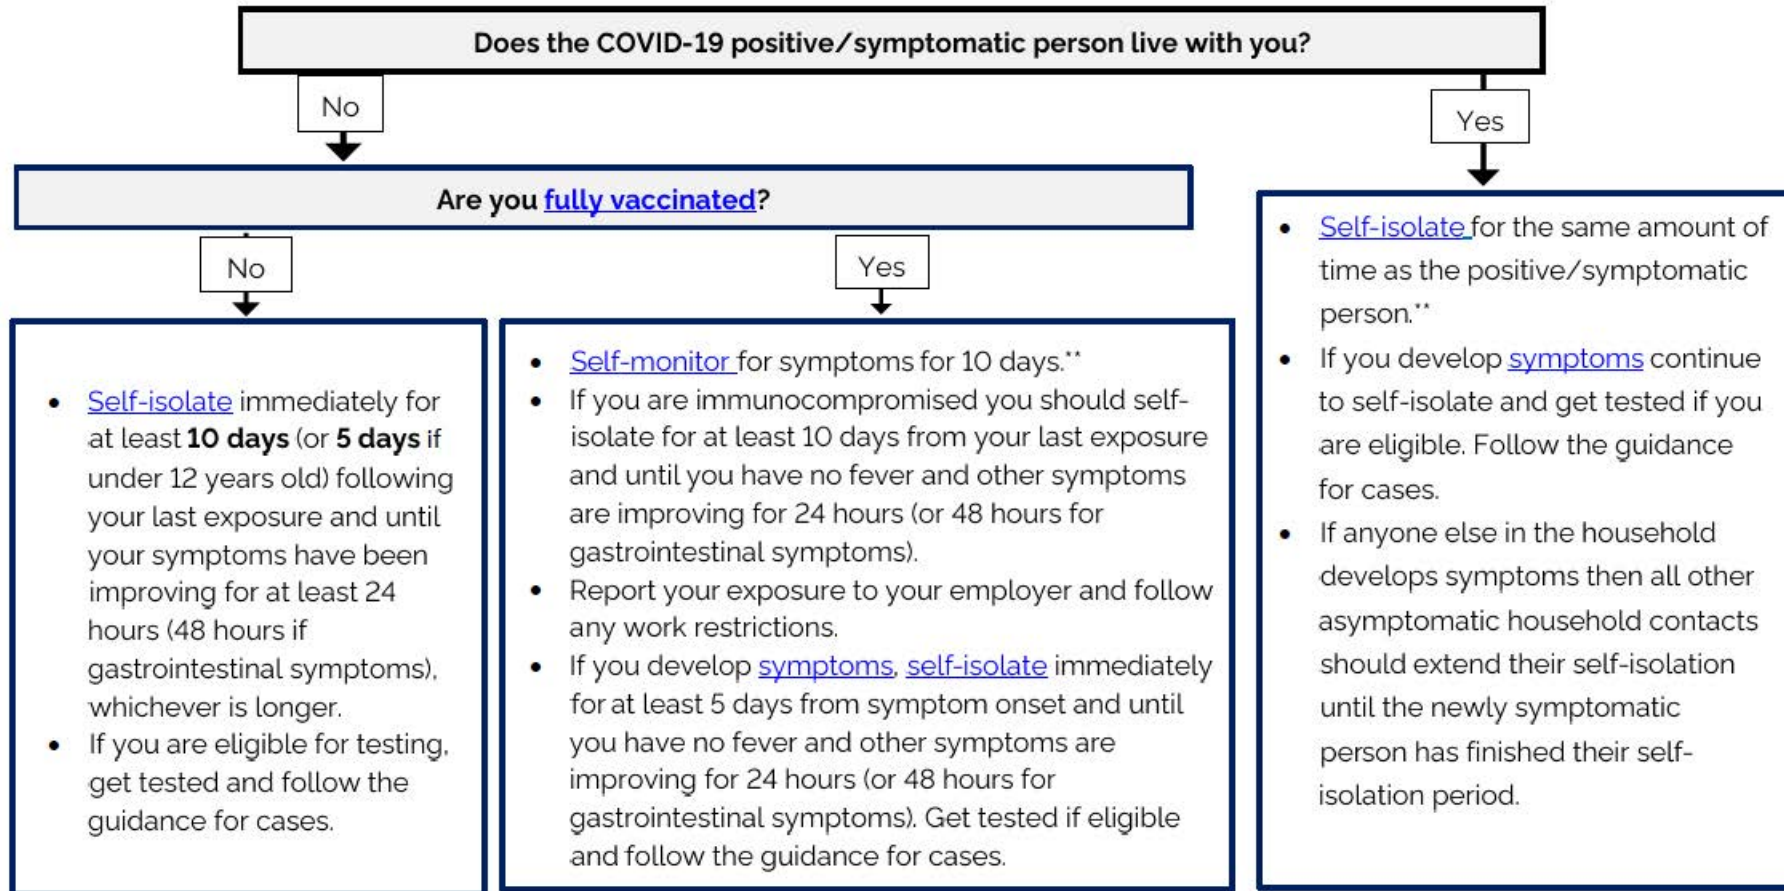 Does the COVID-19 positive/symptomatic person live with you?
No
Yes
Are you fully vaccinated?
No
Yes
• Self-isolate immediately for
at least 10 days (or 5 days if
under 12 years old) following
your last exposure and until
your symptoms have been
improving for at least 24
hours (48 hours if
gastrointestinal symptoms),
whichever is longer.
• If you are eligible for testing,
get tested and follow the
guidance for cases.
• Self-monitor for symptoms for 10 days.**
• If you are immunocompromised you should self-
isolate for at least 10 days from your last exposure
and until you have no fever and other symptoms
are improving for 24 hours (or 48 hours for
gastrointestinal symptoms).
• Report your exposure to your employer and follow
any work restrictions.
• If you develop symptoms, self-isolate immediately
for at least 5 days from symptom onset and until
you have no fever and other symptoms are
improving for 24 hours (or 48 hours for
gastrointestinal symptoms). Get tested if eligible
and follow the guidance for cases.
• Self-isolate for the same amount of
time as the positive/symptomatic
person.**
• If you develop symptoms continue
to self-isolate and get tested if you
are eligible. Follow the guidance
for cases.
• If anyone else in the household
develops symptoms then all other
asymptomatic household contacts
should extend their self-isolation
until the newly symptomatic
person has finished their self-
isolation period.